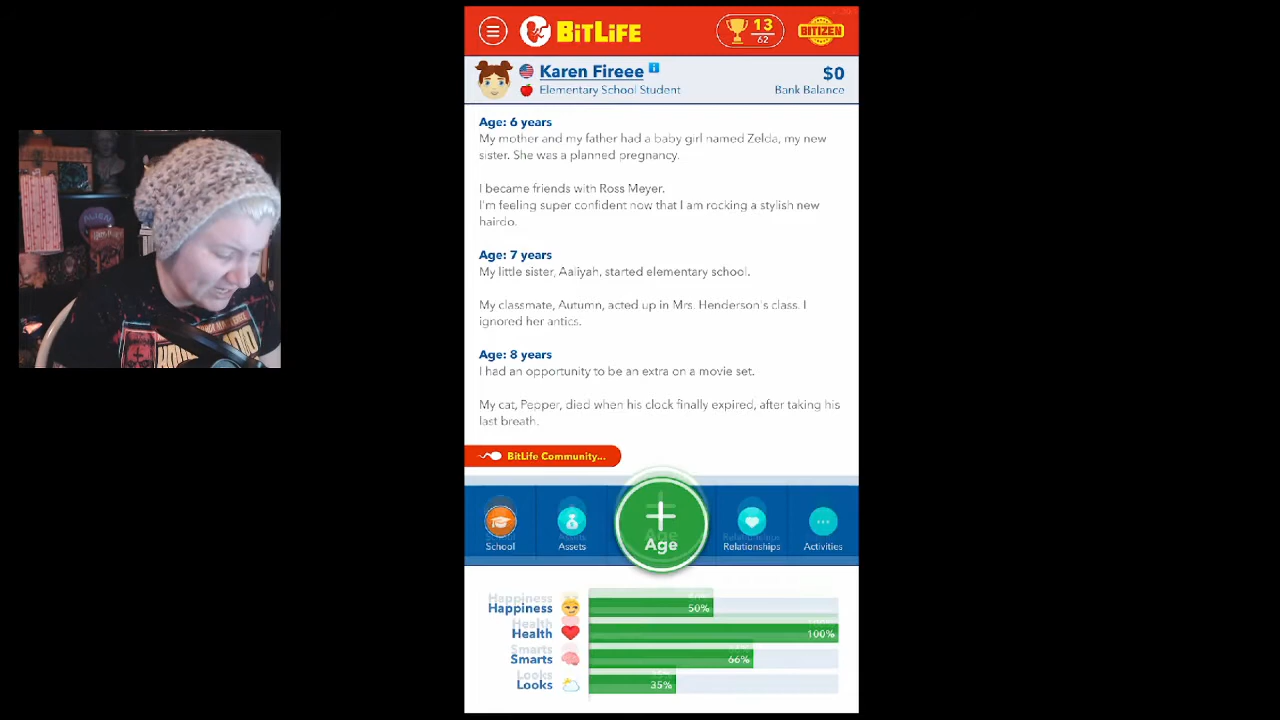 BITLIFE
13
62
BITIZEN
Karen Fireee
$0
Elementary School Student
Bank Balance
Age: 6 years
My mother and my father had a baby girl named Zelda, my new
sister. She was a planned pregnancy.
I became friends with Ross Meyer.
I'm feeling super confident now that I am rocking a stylish new
hairdo.
Age: 7 years
My little sister, Aaliyah, started elementary school.
My classmate, Autumn, acted up in Mrs. Henderson's class. I
ignored her antics.
Age: 8 years
I had an opportunity to be an extra on a movie set.
My cat, Pepper, died when his clock finally expired, after taking his
last breath.
BitLife Community...
School
Assets
Age
Relationships
Activities
Happiness
50%
Health
100%
Smarts
66%
Looks
35%